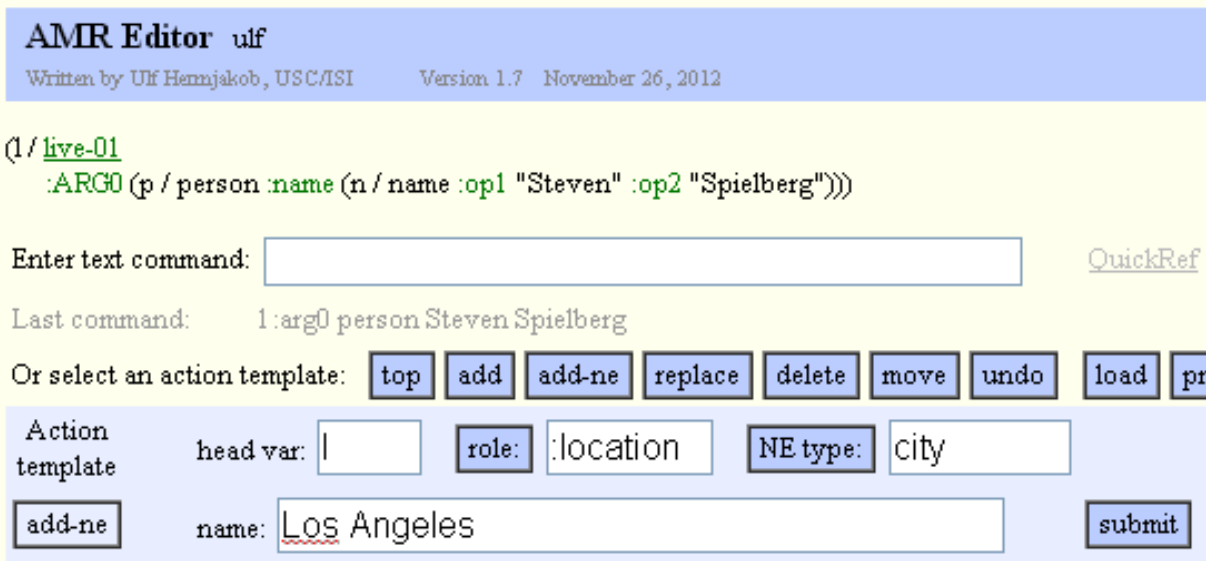 AMR Editor ulf
Written by Ulf Hermjakob, USC/ISI Version 1.7 November 26, 2012
(l / live-01
:ARG0 (p / person :name (n / name :op1 "Steven" :op2 "Spielberg")))
Enter text command: QuickRef
Last command: l :arg0 person Steven Spielberg
Or select an action template: top add add-ne replace delete move undo load
Action template
head var: l role: :location NE type: city
add-ne name: Los Angeles submit